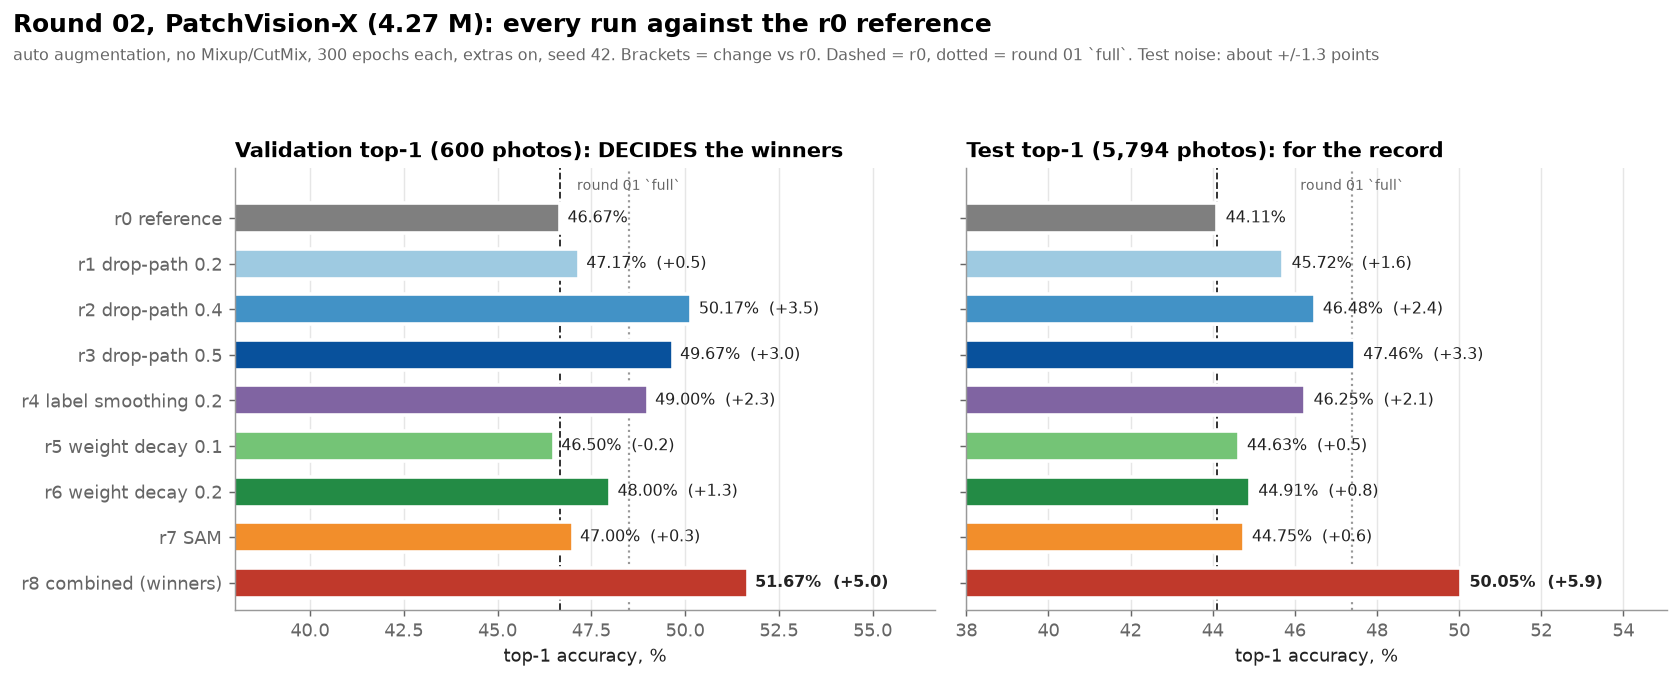 Round 02, PatchVision-X (4.27 M): every run against the r0 reference
auto augmentation, no Mixup/CutMix, 300 epochs each, extras on, seed 42. Brackets = change vs r0. Dashed = r0, dotted = round 01 `full`. Test noise: about +/-1.3 points
Validation top-1 (600 photos): DECIDES the winners
round 01 `full`
r0 reference 46.67%
r1 drop-path 0.2 47.17% (+0.5)
r2 drop-path 0.4 50.17% (+3.5)
r3 drop-path 0.5 49.67% (+3.0)
r4 label smoothing 0.2 49.00% (+2.3)
r5 weight decay 0.1 46.50% (-0.2)
r6 weight decay 0.2 48.00% (+1.3)
r7 SAM 47.00% (+0.3)
r8 combined (winners) 51.67% (+5.0)
40.0 42.5 45.0 47.5 50.0 52.5 55.0
top-1 accuracy, %
Test top-1 (5,794 photos): for the record
round 01 `full`
44.11%
45.72% (+1.6)
46.48% (+2.4)
47.46% (+3.3)
46.25% (+2.1)
44.63% (+0.5)
44.91% (+0.8)
44.75% (+0.6)
50.05% (+5.9)
38 40 42 44 46 48 50 52 54
top-1 accuracy, %